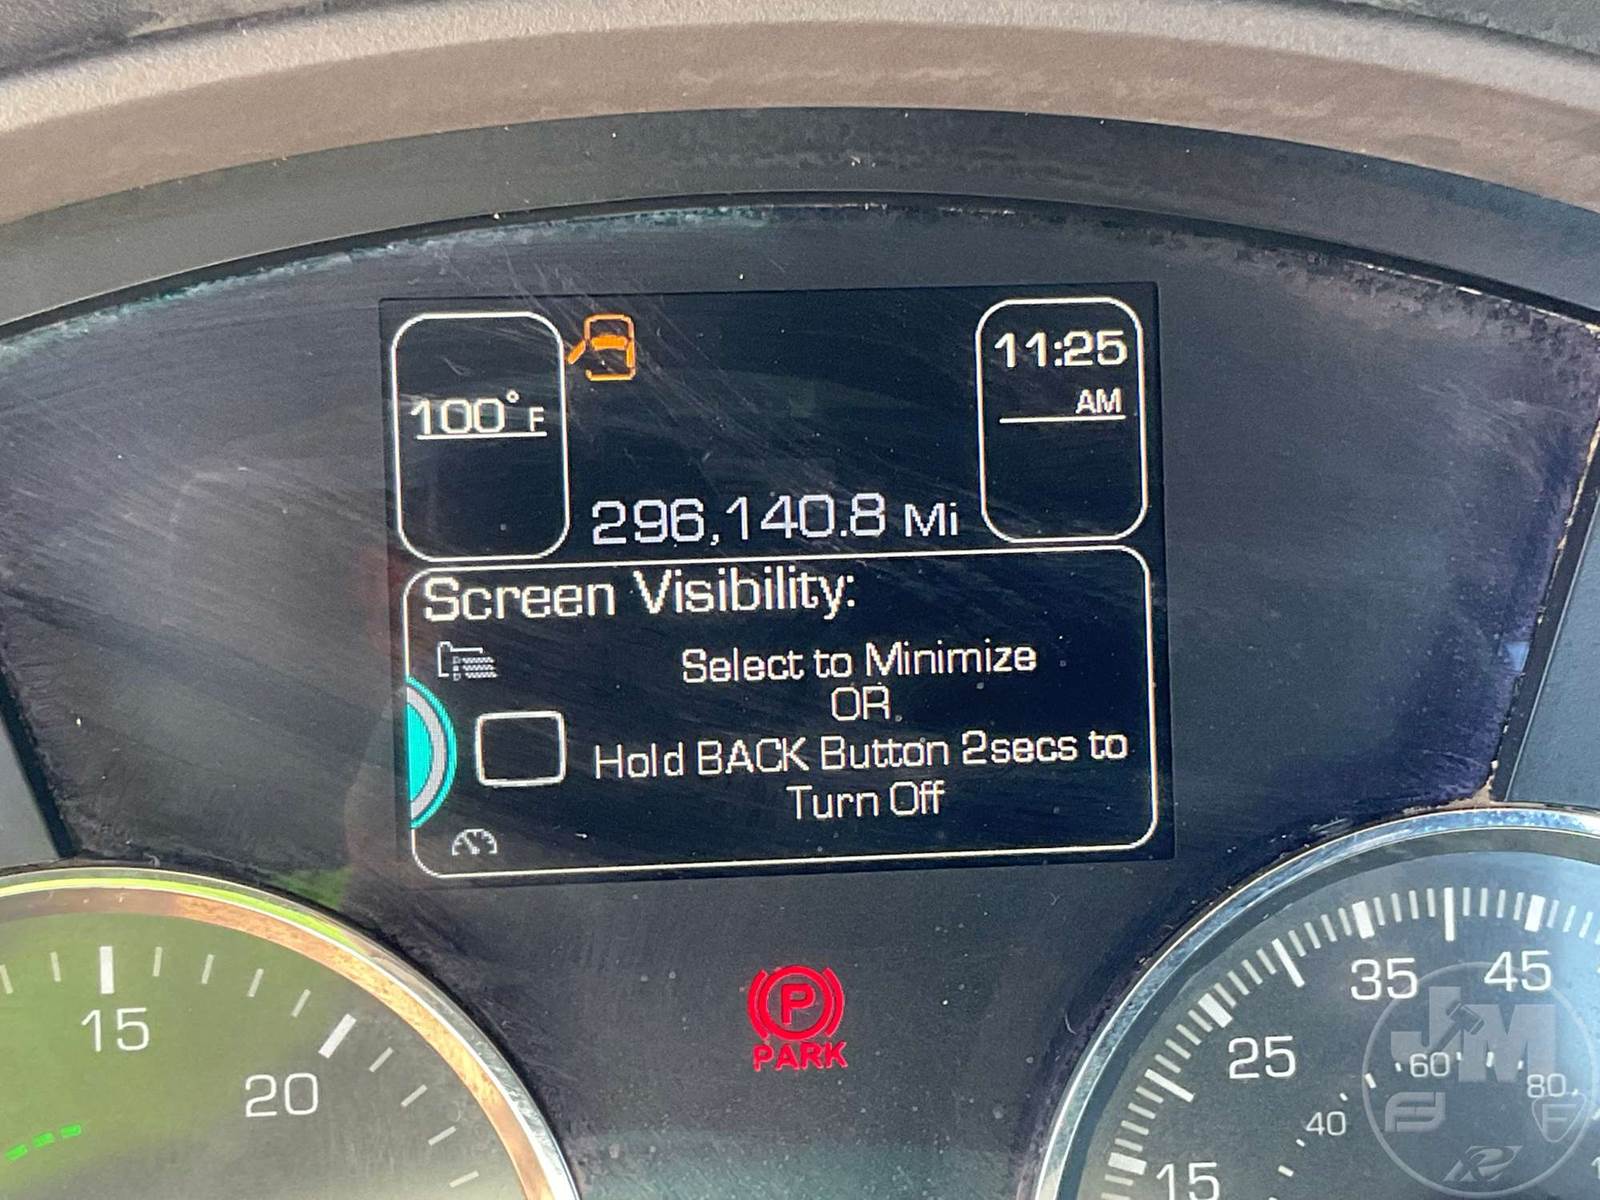 100°F
11:25
AM
296,140.8 Mi
Screen Visibility:
Select to Minimize
OR
Hold BACK Button 2secs to
Turn Off
P
PARK
15
20
15
25
35
45
40
60
80
JM